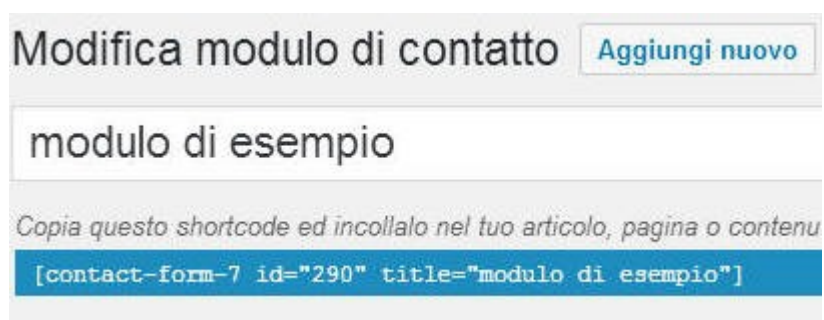 Modifica modulo di contatto Aggiungi nuovo
modulo di esempio
Copia questo shortcode ed incollalo nel tuo articolo, pagina o contenu
[contact-form-7 id="290" title="modulo di esempio"]